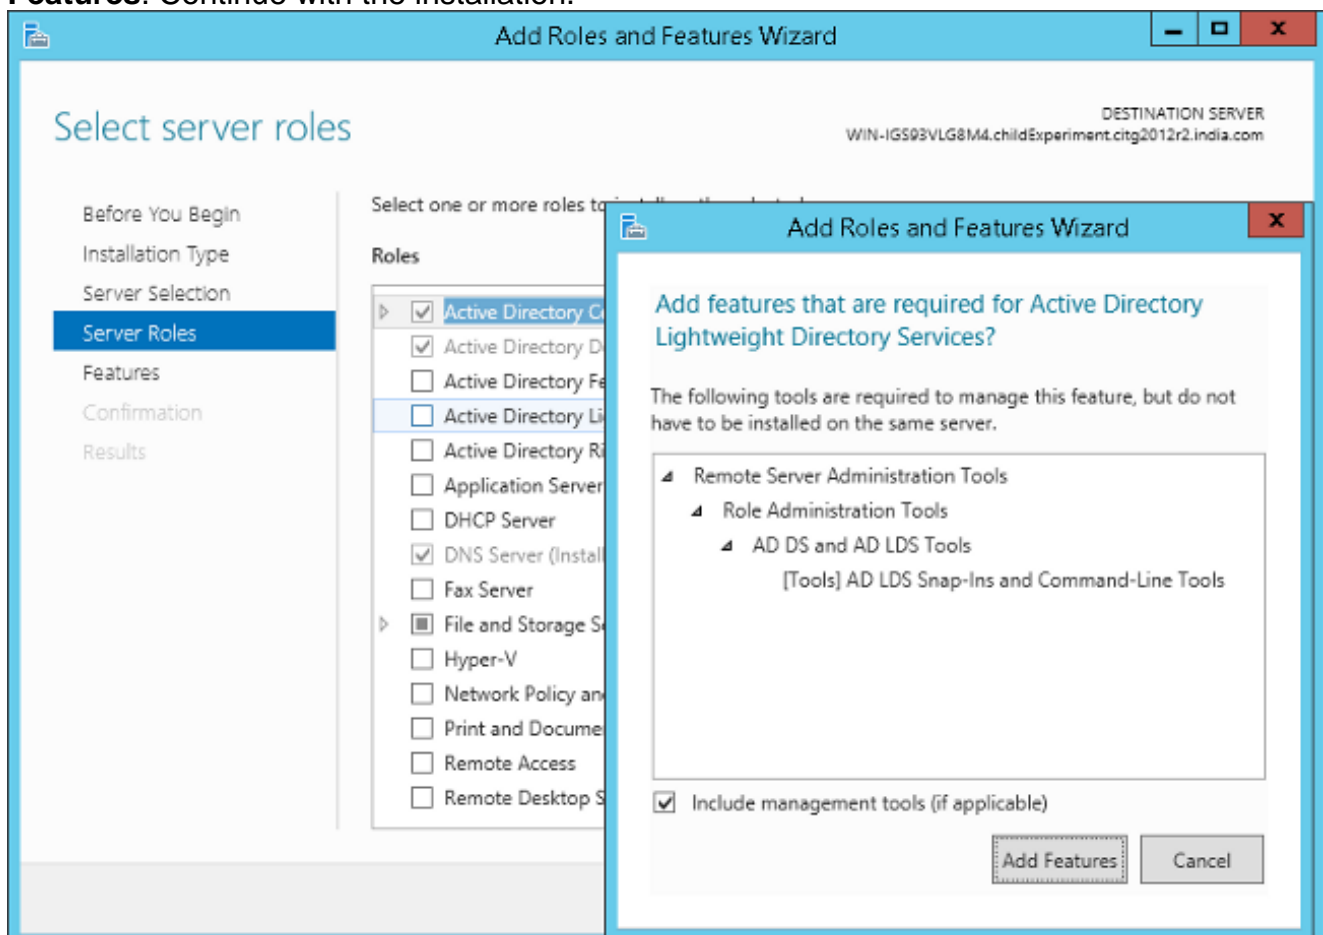 Features. Continue with the installation.
Add Roles and Features Wizard
Select server roles
DESTINATION SERVER
WIN-IGS93VLG8M4.childExperiment.citg2012r2.india.com
Before You Begin
Installation Type
Server Selection
Server Roles
Features
Confirmation
Results
Select one or more roles to
Roles
Active Directory C
Active Directory D
Active Directory Fe
Active Directory Li
Active Directory Ri
Application Server
DHCP Server
DNS Server (Install
Fax Server
File and Storage Se
Hyper-V
Network Policy an
Print and Docume
Remote Access
Remote Desktop S
Add Roles and Features Wizard
Add features that are required for Active Directory
Lightweight Directory Services?
The following tools are required to manage this feature, but do not
have to be installed on the same server.
Remote Server Administration Tools
Role Administration Tools
AD DS and AD LDS Tools
[Tools] AD LDS Snap-Ins and Command-Line Tools
Include management tools (if applicable)
Add Features
Cancel